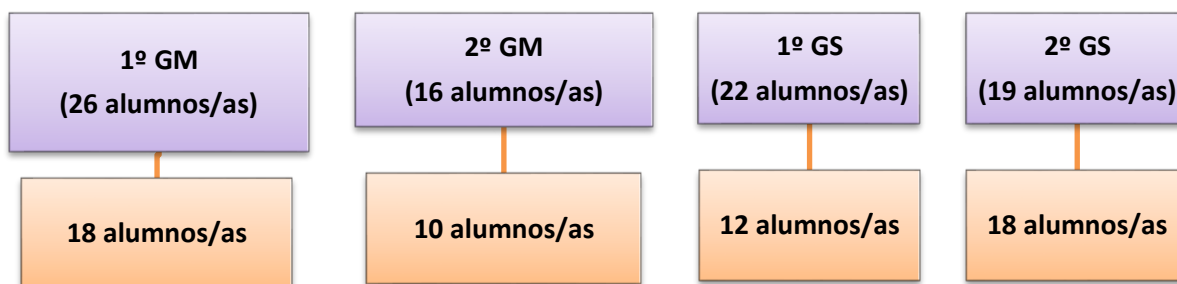 1º GM
(26 alumnos/as)
2º GM
(16 alumnos/as)
1º GS
(22 alumnos/as)
2º GS
(19 alumnos/as)
18 alumnos/as
10 alumnos/as
12 alumnos/as
18 alumnos/as